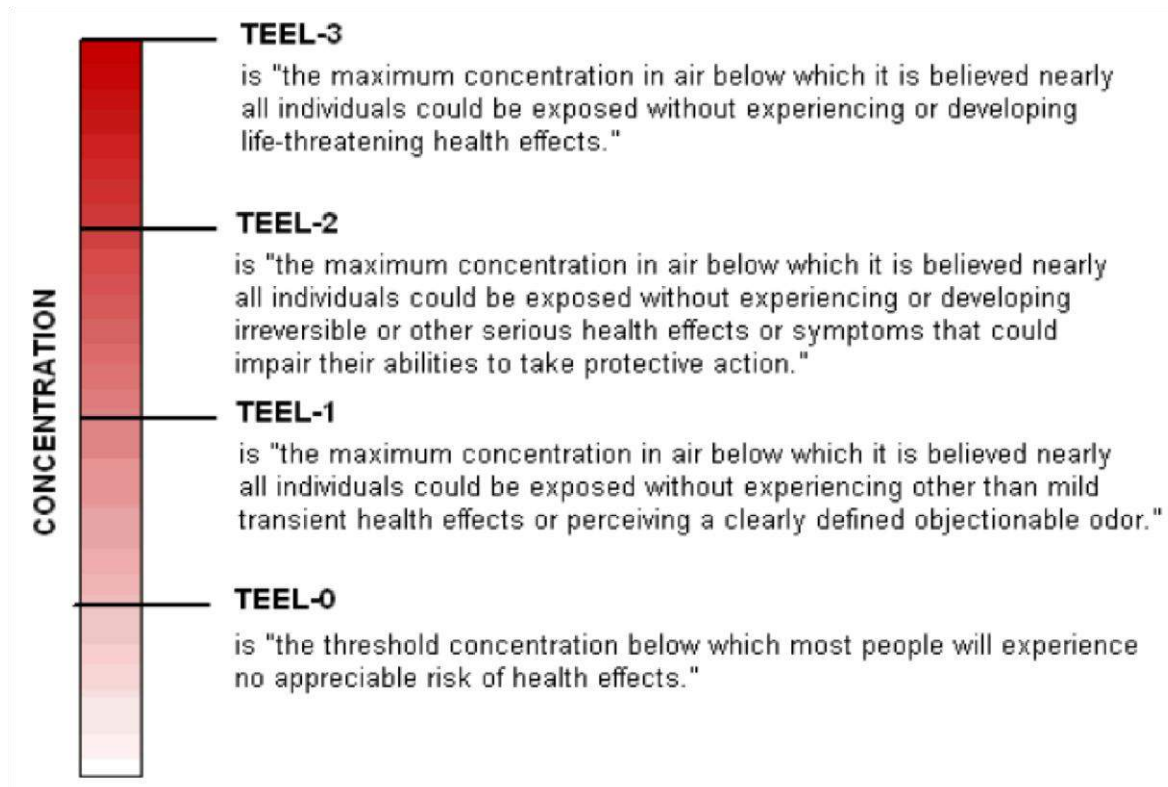 TEEL-3
is "the maximum concentration in air below which it is believed nearly
all individuals could be exposed without experiencing or developing
life-threatening health effects."
TEEL-2
is "the maximum concentration in air below which it is believed nearly
all individuals could be exposed without experiencing or developing
irreversible or other serious health effects or symptoms that could
impair their abilities to take protective action."
CONCENTRATION
TEEL-1
is "the maximum concentration in air below which it is believed nearly
all individuals could be exposed without experiencing other than mild
transient health effects or perceiving a clearly defined objectionable odor."
TEEL-0
is "the threshold concentration below which most people will experience
no appreciable risk of health effects."